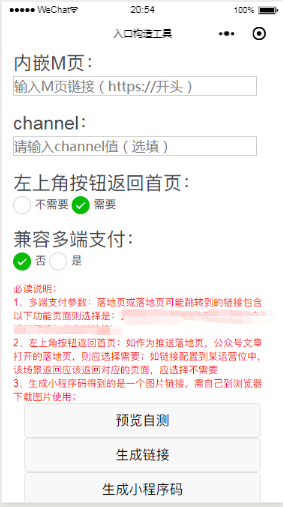 WeChat 20:54 100%
入口构造工具
内嵌M页：
输入M页链接（https://开头）
channel：
请输入channel值（选填）
左上角按钮返回首页：
不需要 需要
兼容多端支付：
否 是
必读说明：
1、多端支付参数：落地页或落地页可能跳转到的链接包含
以下功能页面则选择是：
2、左上角按钮返回首页：如作为推送落地页，公众号文章
打开的落地页，则应选择需要；如链接配置到某运营位中，
该场景返回应该返回对应的页面，应选择不需要
3、生成小程序码得到的是一个图片链接，需自己到浏览器
下载图片使用；
预览自测
生成链接
生成小程序码